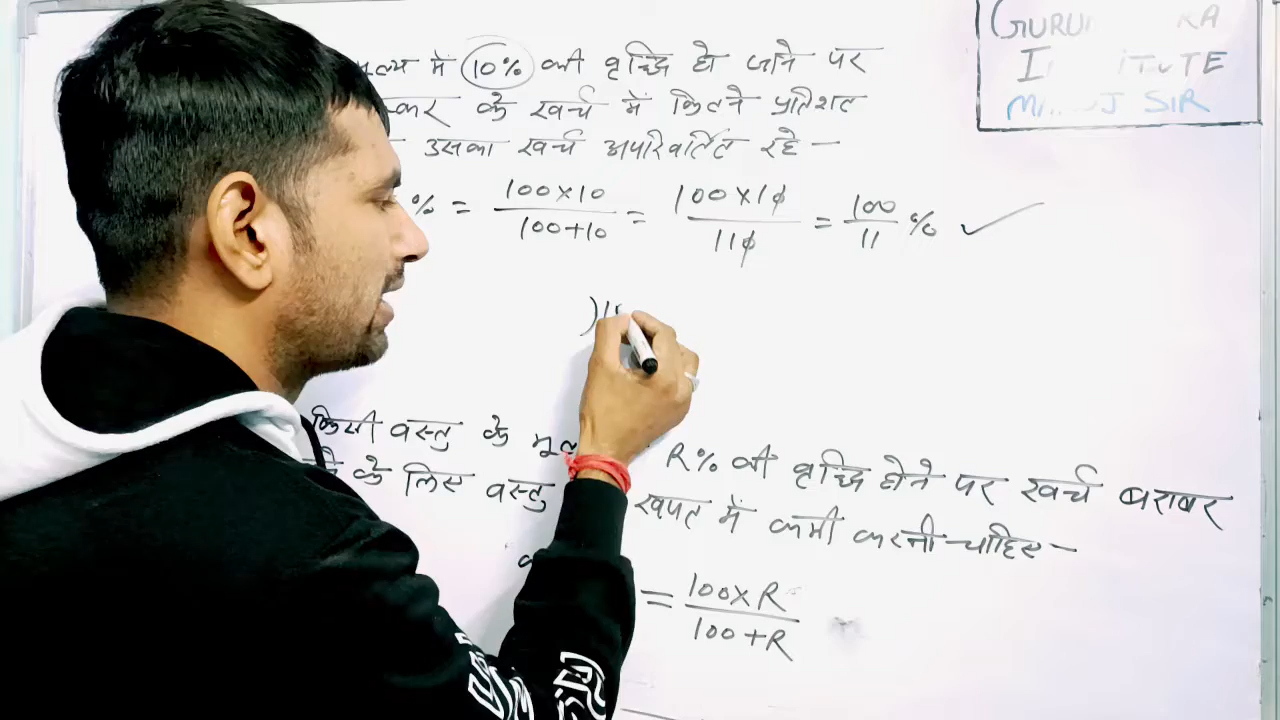 मूल्य में 10% की वृद्धि हो जाने पर
के खर्च में कितने प्रतिशत
उसका खर्च अपरिवर्तित रहे -
% = 100×10 / 100+10 = 100×10 / 110 = 100/11 % ✓
)
किसी वस्तु के R% की वृद्धि होने पर खर्च बराबर
के लिए वस्तु खपत में कमी करनी चाहिए -
= 100×R / 100+R
INSTITUTE
SIR